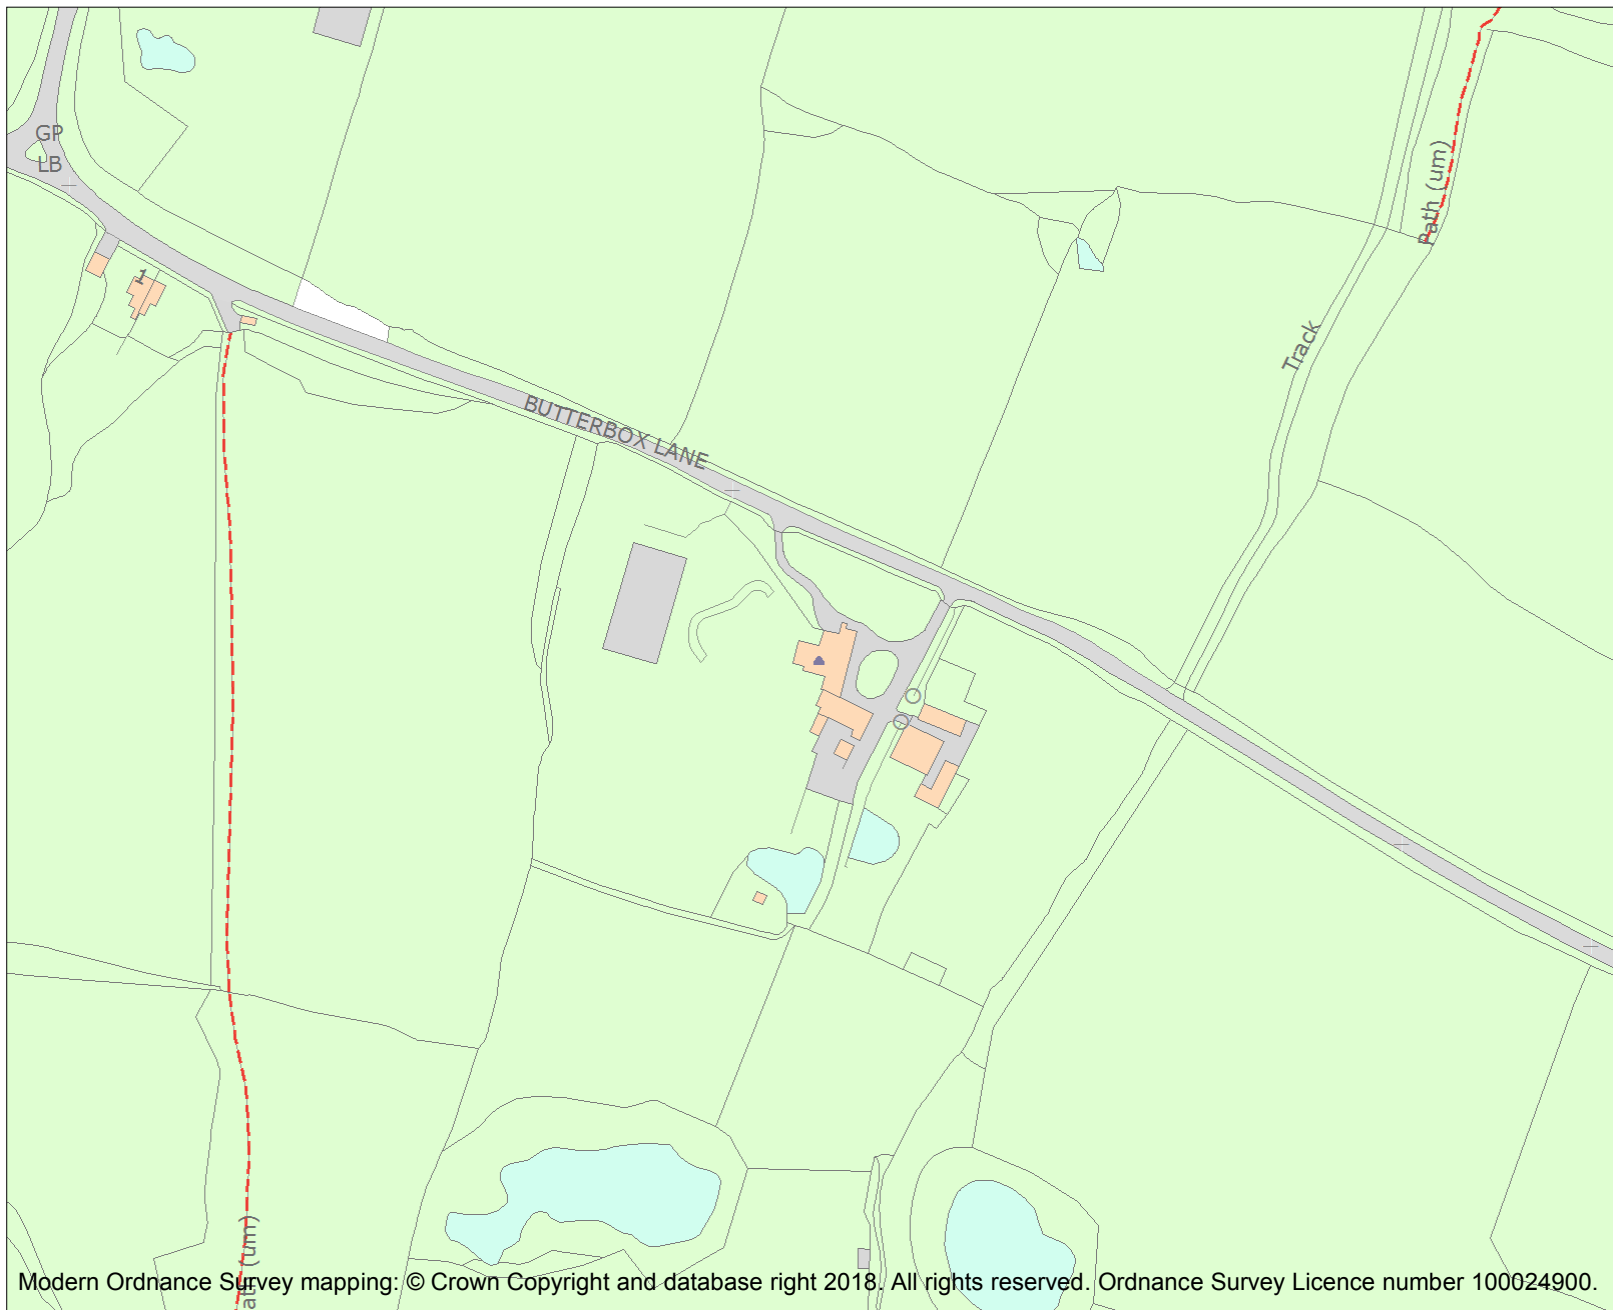 GP
LB
Path (um)
1
Track
BUTTERBOX LANE
Path (um)
Modern Ordnance Survey mapping: © Crown Copyright and database right 2018. All rights reserved. Ordnance Survey Licence number 100024900.